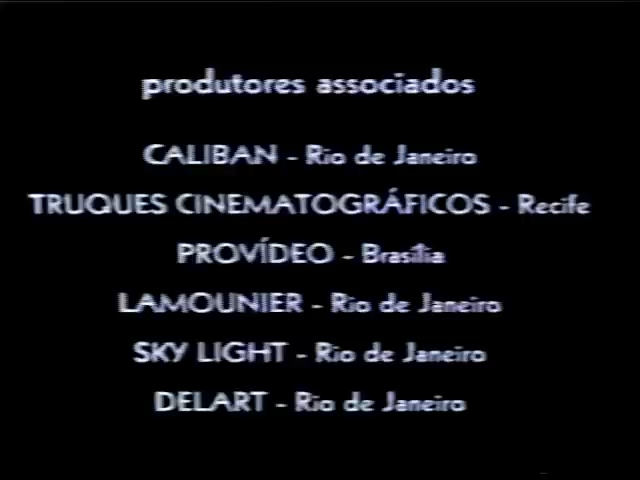 produtores associados
CALIBAN - Rio de Janeiro
TRUQUES CINEMATOGRÁFICOS - Recife
PROVÍDEO - Brasília
LAMOUNIER - Rio de Janeiro
SKY LIGHT - Rio de Janeiro
DELART - Rio de Janeiro